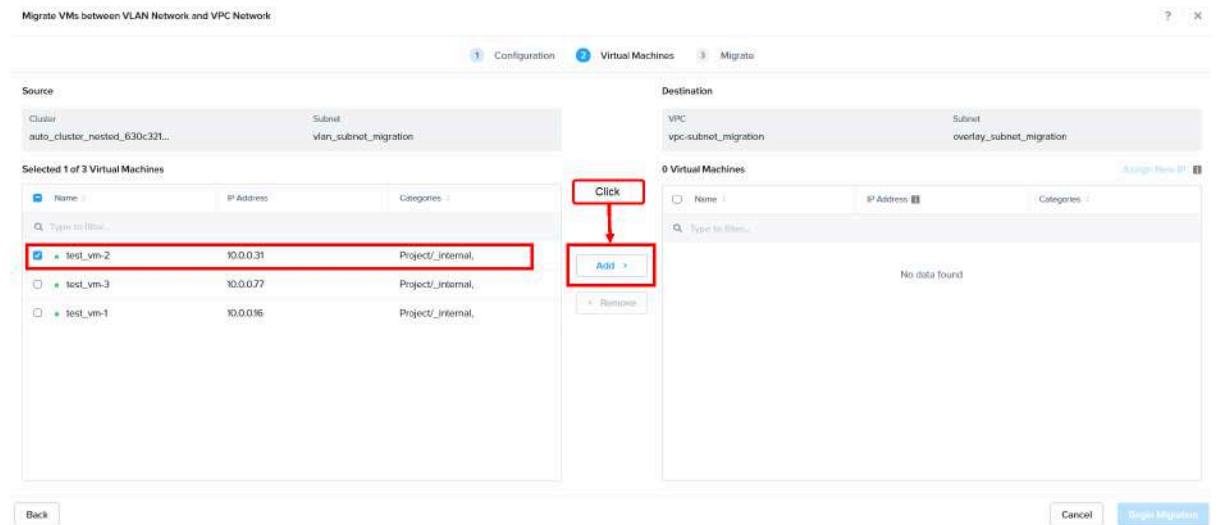 Migrate VMs between VLAN Network and VPC Network
?
1 Configuration 2 Virtual Machines 3 Migrate
Source
Cluster Subnet
auto_cluster_nested_630c321... vlan_subnet_migration
Destination
VPC Subnet
vpc-subnet_migration overlay_subnet_migration
Selected 1 of 3 Virtual Machines
Name IP Address Categories
Type to filter...
test_vm-2 10.0.0.31 Project/_internal,
test_vm-3 10.0.0.77 Project/_internal,
test_vm-1 10.0.0.16 Project/_internal,
Click
Add >
< Remove
0 Virtual Machines Assign New IP
Name IP Address Categories
Type to filter...
No data found
Back
Cancel Begin Migration